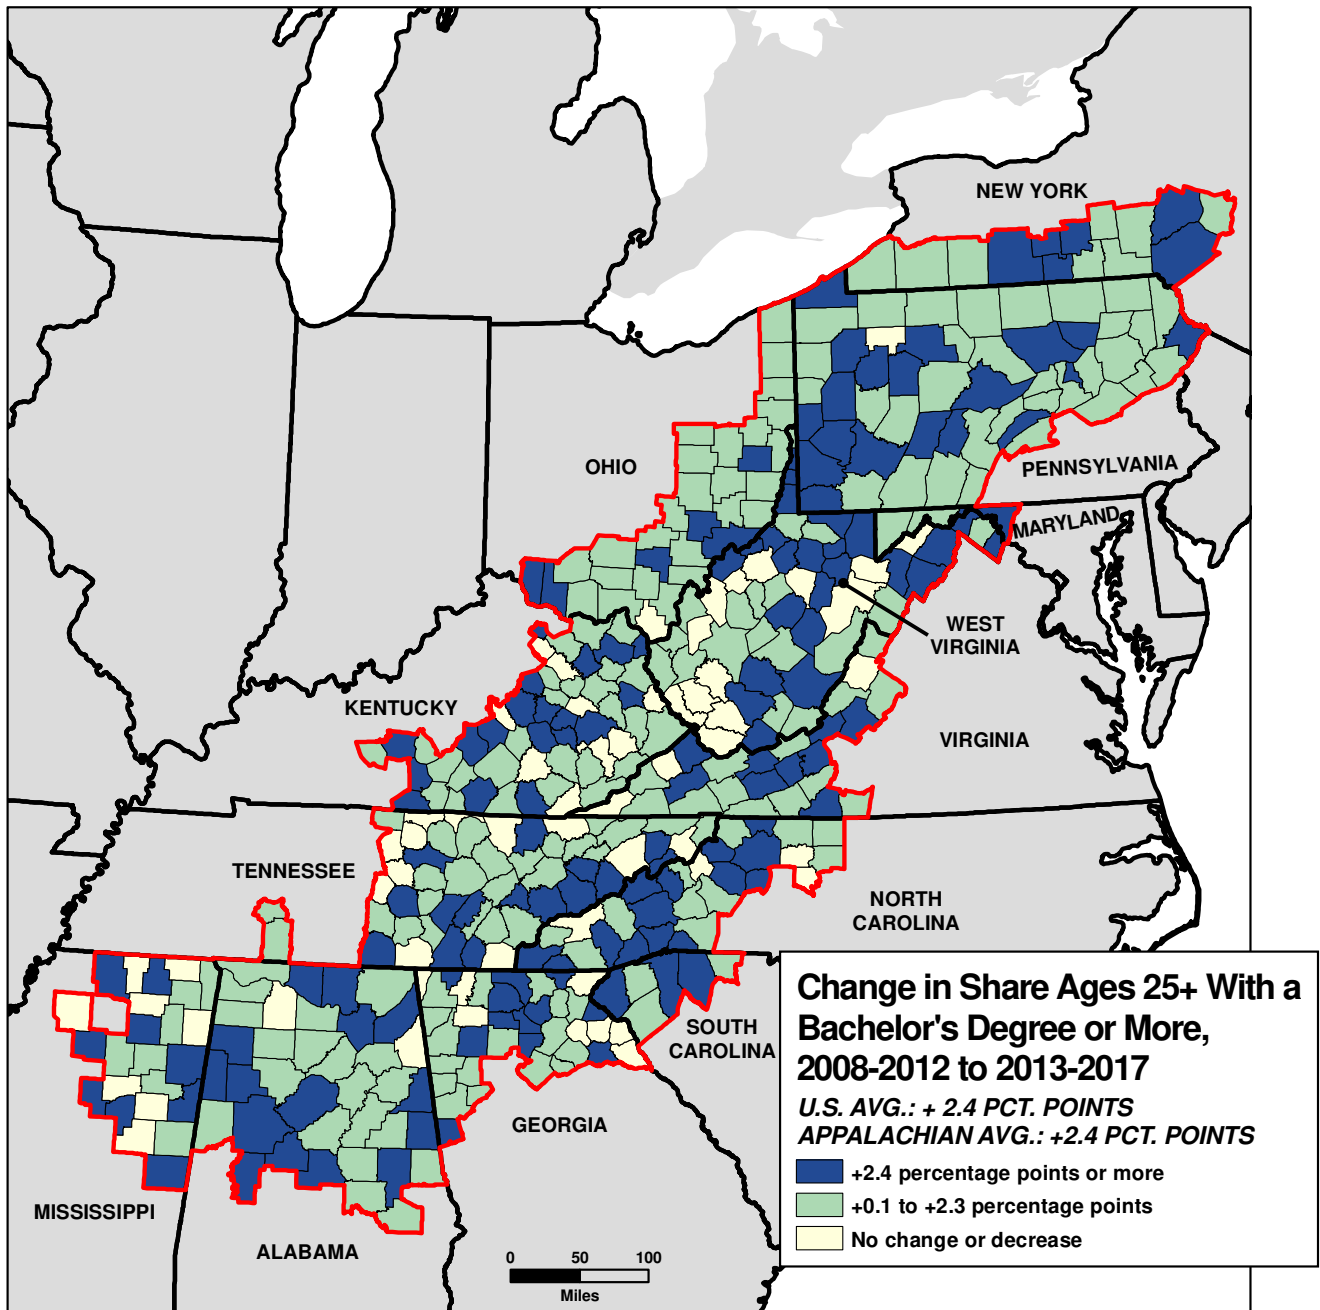 NEW YORK
OHIO
PENNSYLVANIA
MARYLAND
WEST
VIRGINIA
KENTUCKY
VIRGINIA
TENNESSEE
NORTH
CAROLINA
SOUTH
CAROLINA
GEORGIA
MISSISSIPPI
ALABAMA
0 50 100
Miles
Change in Share Ages 25+ With a
Bachelor's Degree or More,
2008-2012 to 2013-2017
U.S. AVG.: + 2.4 PCT. POINTS
APPALACHIAN AVG.: +2.4 PCT. POINTS
+2.4 percentage points or more
+0.1 to +2.3 percentage points
No change or decrease